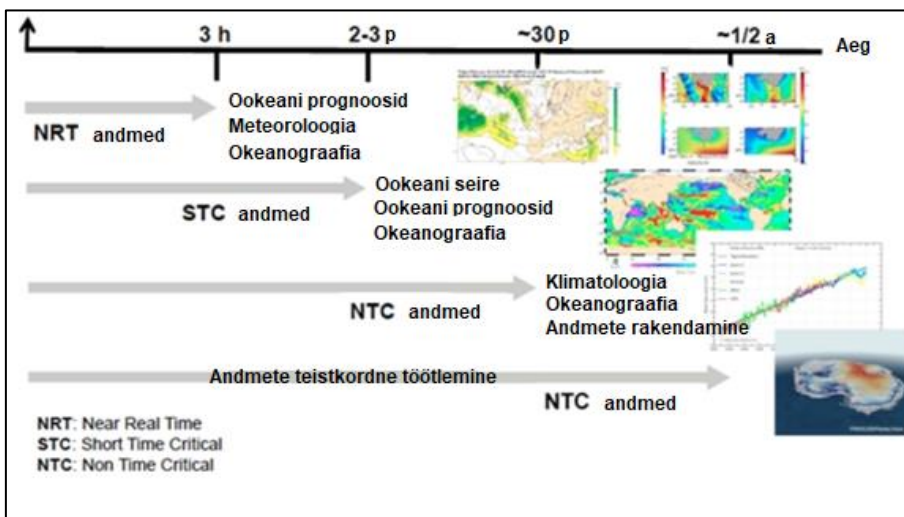 3 h
2-3 p
~30 p
~1/2 a
Aeg
NRT andmed
Ookeani prognoosid
Meteoroloogia
Okeanograafia
STC andmed
Ookeani seire
Ookeani prognoosid
Okeanograafia
NTC andmed
Klimatoloogia
Okeanograafia
Andmete rakendamine
Andmete teistkordne töötlemine
NTC andmed
NRT: Near Real Time
STC: Short Time Critical
NTC: Non Time Critical